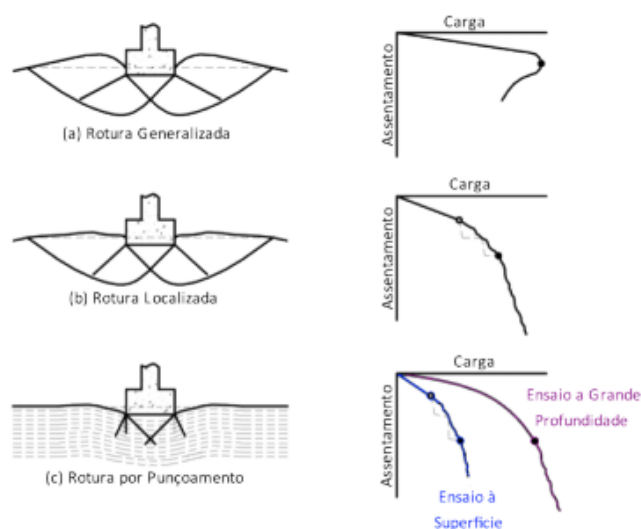 Carga
Assentamento
(a) Rotura Generalizada
Carga
Assentamento
(b) Rotura Localizada
Carga
Assentamento
Ensaio a Grande
Profundidade
(c) Rotura por Punçoamento
Ensaio à
Superfície